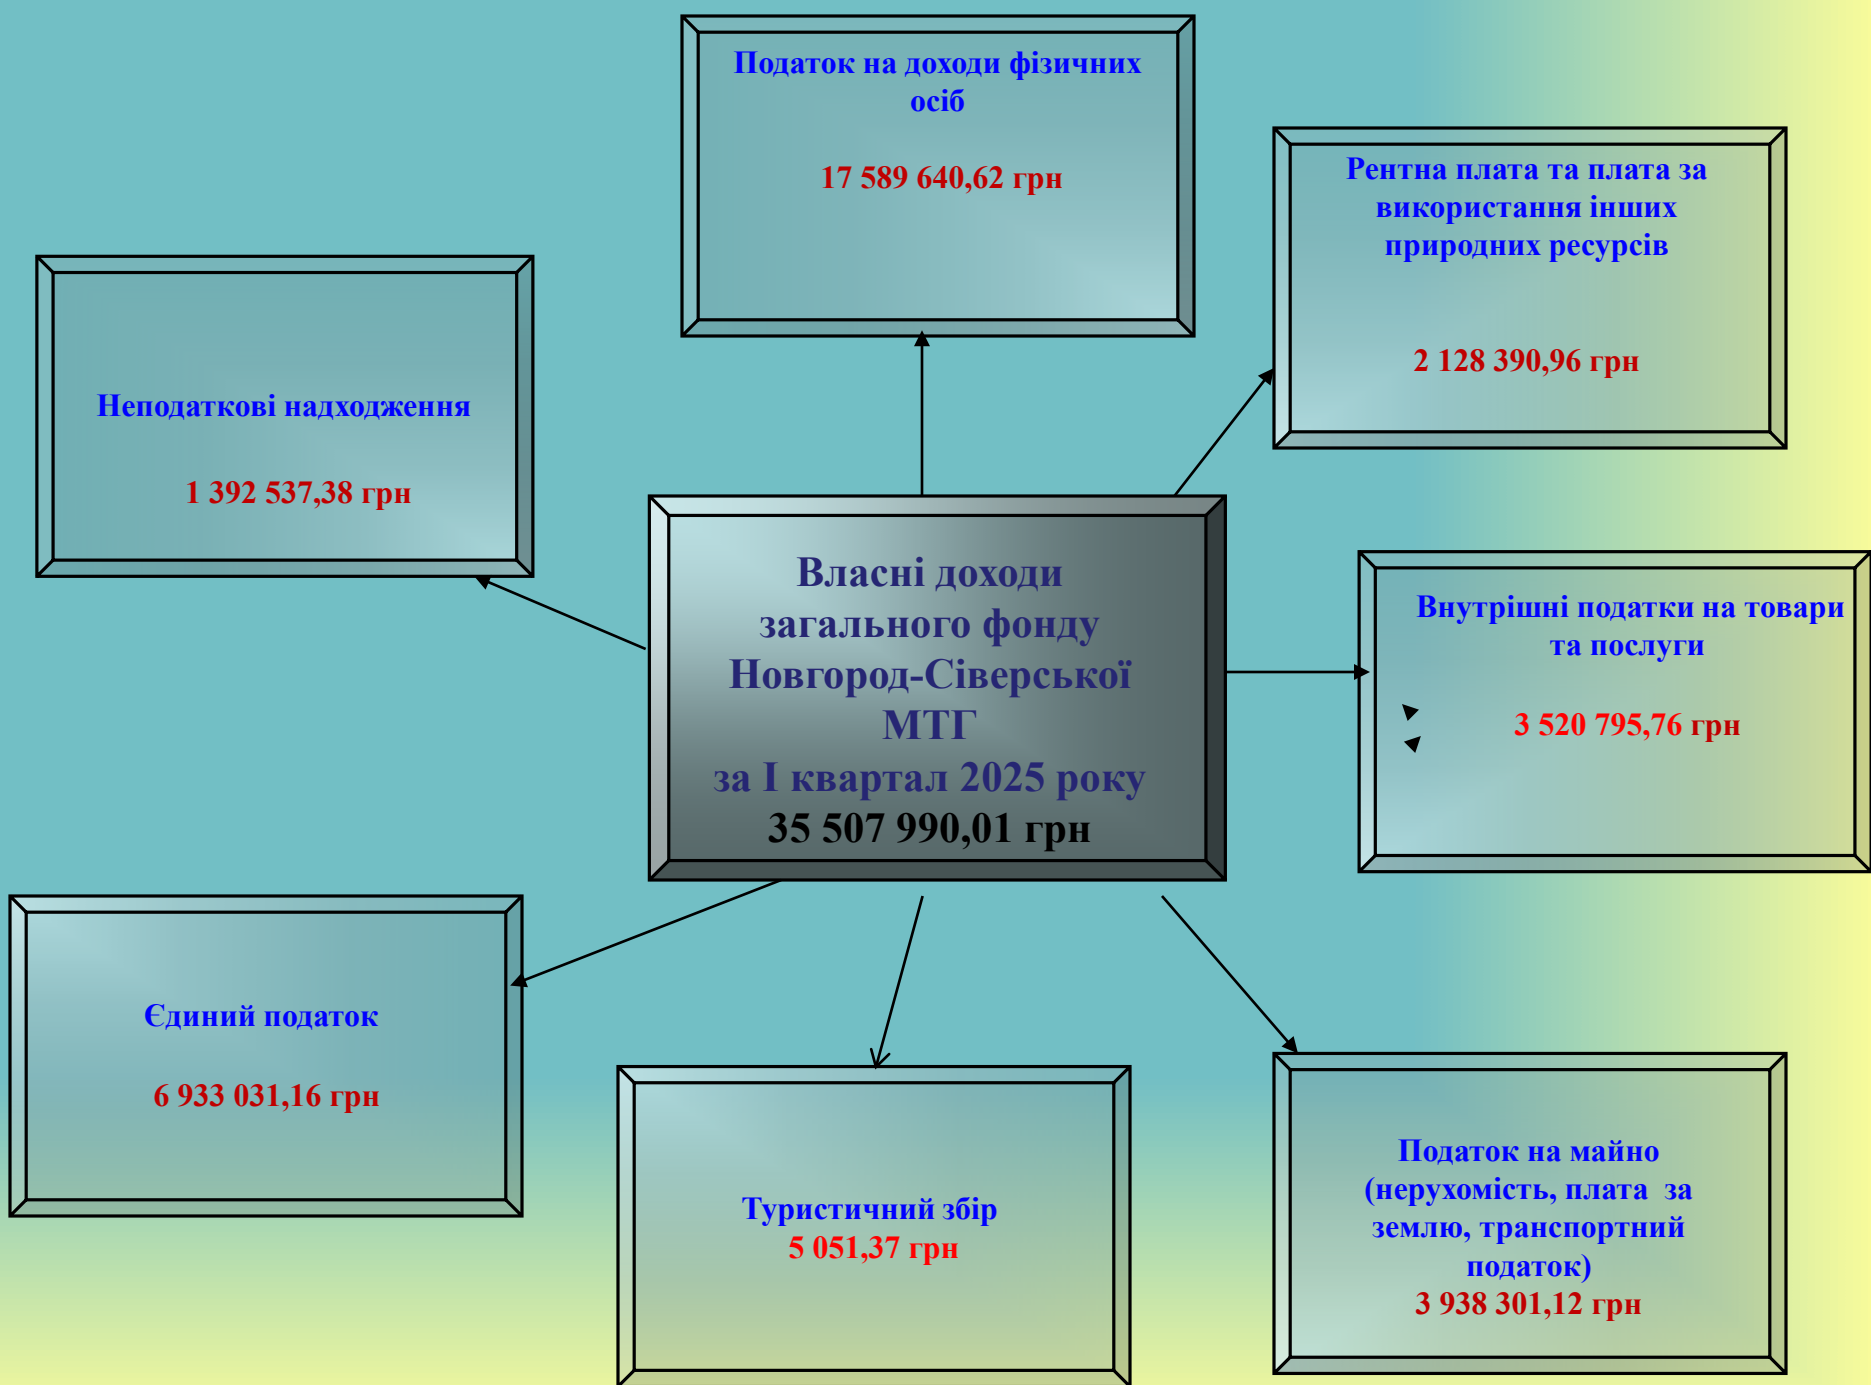 Податок на доходи фізичних
осіб
17 589 640,62 грн
Рентна плата та плата за
використання інших
природних ресурсів
2 128 390,96 грн
Неподаткові надходження
1 392 537,38 грн
Власні доходи
загального фонду
Новгород-Сіверської
МТГ
за І квартал 2025 року
35 507 990,01 грн
Внутрішні податки на товари
та послуги
3 520 795,76 грн
Єдиний податок
6 933 031,16 грн
Туристичний збір
5 051,37 грн
Податок на майно
(нерухомість, плата  за
землю, транспортний
податок)
3 938 301,12 грн